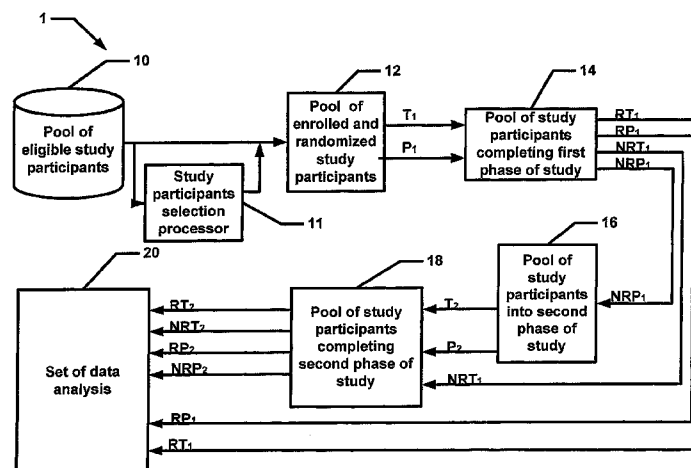 1
10
Pool of
eligible study
participants
Study
participants
selection
processor
11
12
Pool of
enrolled and
randomized
study
participants
T1
P1
14
Pool of study
participants
completing first
phase of study
RT1
RP1
NRT1
NRP1
16
Pool of
study
participants
into second
phase of
study
NRP1
18
Pool of study
participants
completing
second phase of
study
T2
P2
NRT1
20
Set of data
analysis
RT2
NRT2
RP2
NRP2
RP1
RT1